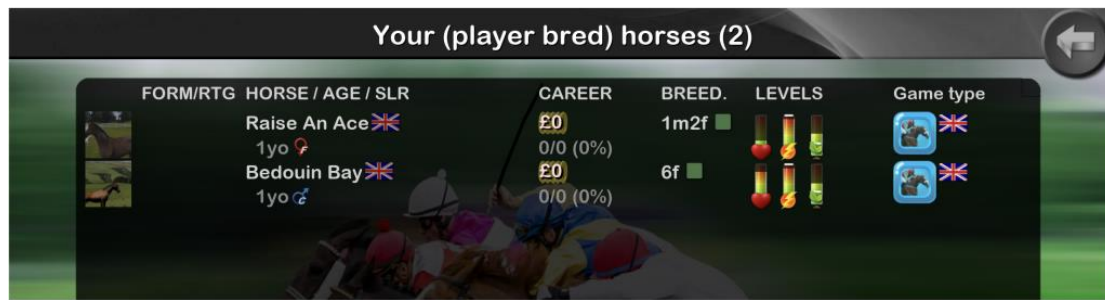 Your (player bred) horses (2)
FORM/RTG HORSE / AGE / SLR CAREER BREED. LEVELS Game type
Raise An Ace £0 1m2f
1yo F 0/0 (0%)
Bedouin Bay £0 6f
1yo C 0/0 (0%)